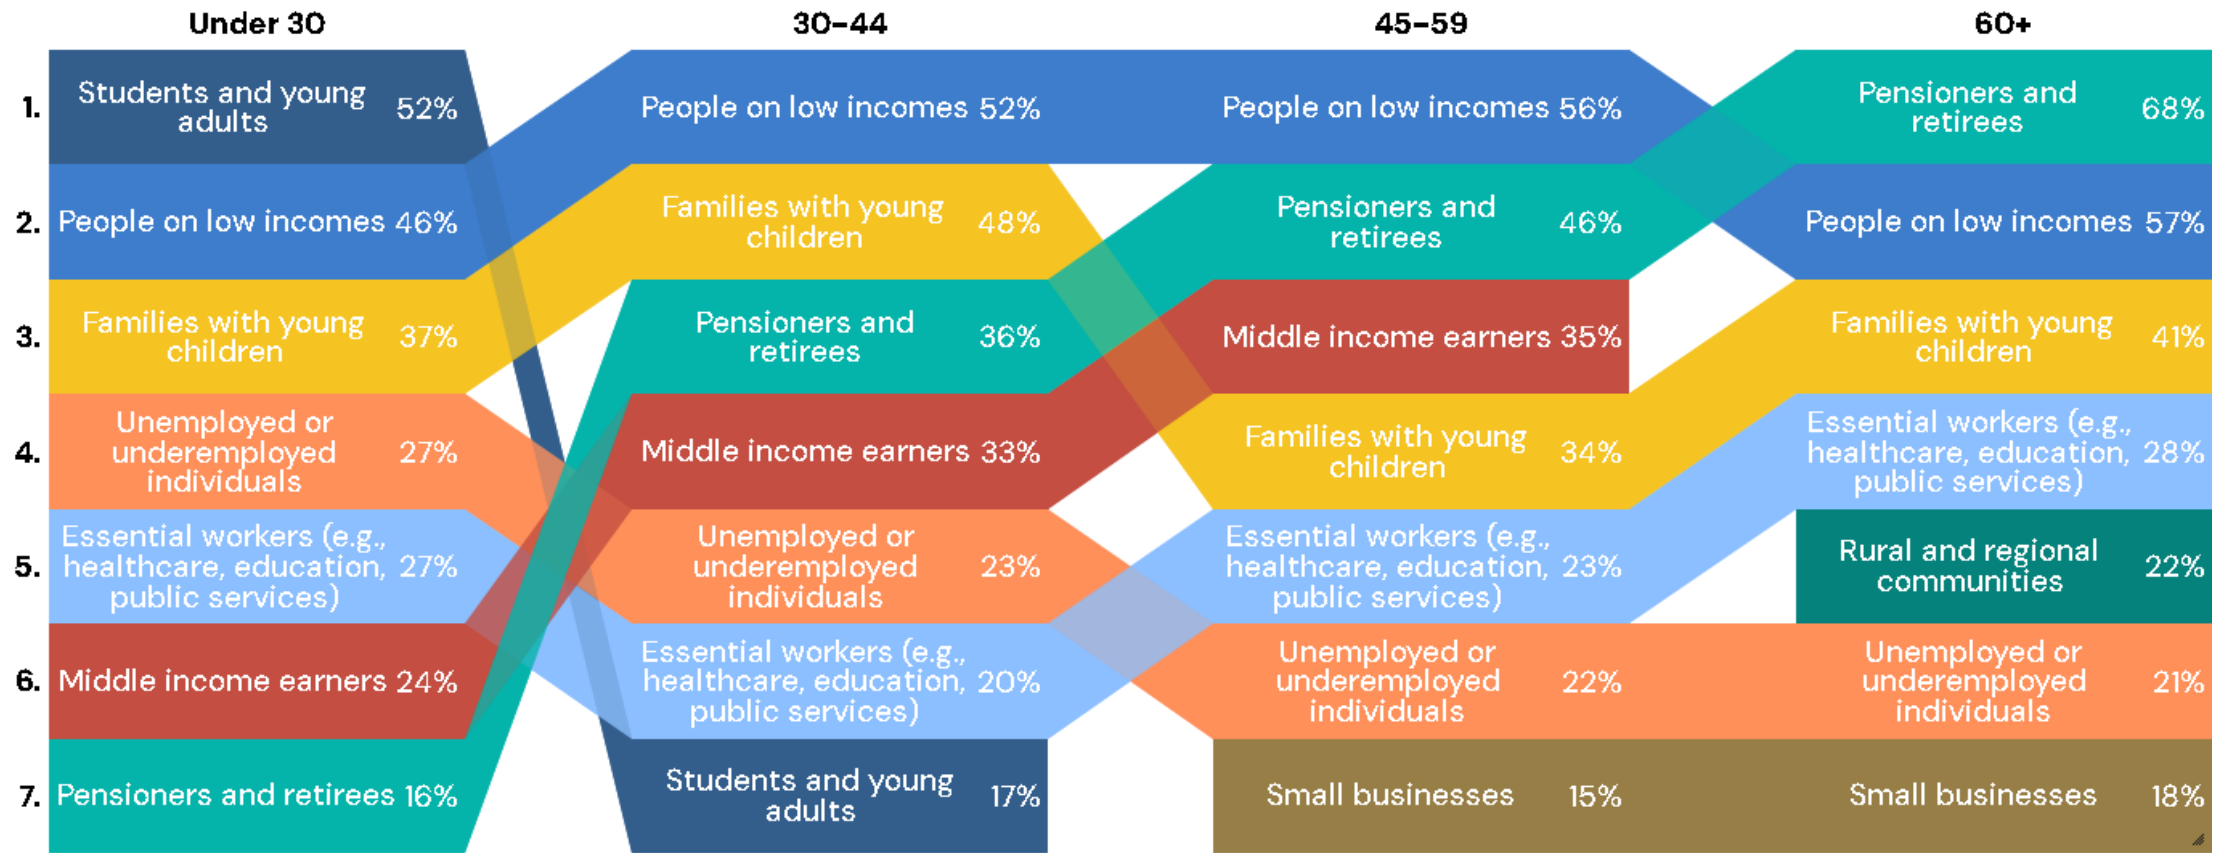 Under 30 30–44 45–59 60+
1. Students and young
adults 52% People on low incomes 52% People on low incomes 56% Pensioners and
retirees 68%
2. People on low incomes 46% Families with young
children 48% Pensioners and
retirees 46% People on low incomes 57%
3. Families with young
children 37% Pensioners and
retirees 36% Middle income earners 35% Families with young
children 41%
4. Unemployed or
underemployed
individuals 27% Middle income earners 33% Families with young
children 34% Essential workers (e.g.,
healthcare, education,
public services) 28%
5. Essential workers (e.g.,
healthcare, education,
public services) 27% Unemployed or
underemployed
individuals 23% Essential workers (e.g.,
healthcare, education,
public services) 23% Rural and regional
communities 22%
6. Middle income earners 24% Essential workers (e.g.,
healthcare, education,
public services) 20% Unemployed or
underemployed
individuals 22% Unemployed or
underemployed
individuals 21%
7. Pensioners and retirees 16% Students and young
adults 17% Small businesses 15% Small businesses 18%